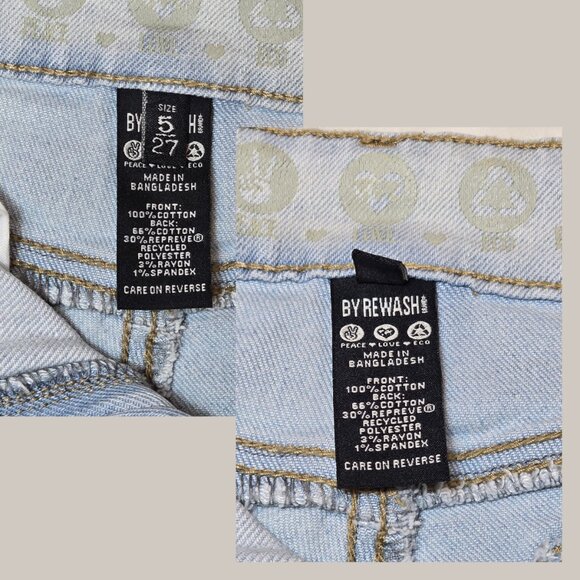 SIZE
5
27
BY H
PEACE ♥ LOVE ♥ ECO
MADE IN
BANGLADESH
FRONT:
100%COTTON
BACK:
66%COTTON
30%REPREVE®
RECYCLED
POLYESTER
3%RAYON
1%SPANDEX
CARE ON REVERSE
BY REWASH
PEACE ♥ LOVE ♥ ECO
MADE IN
BANGLADESH
FRONT:
100%COTTON
BACK:
66%COTTON
30%REPREVE®
RECYCLED
POLYESTER
3%RAYON
1%SPANDEX
CARE ON REVERSE